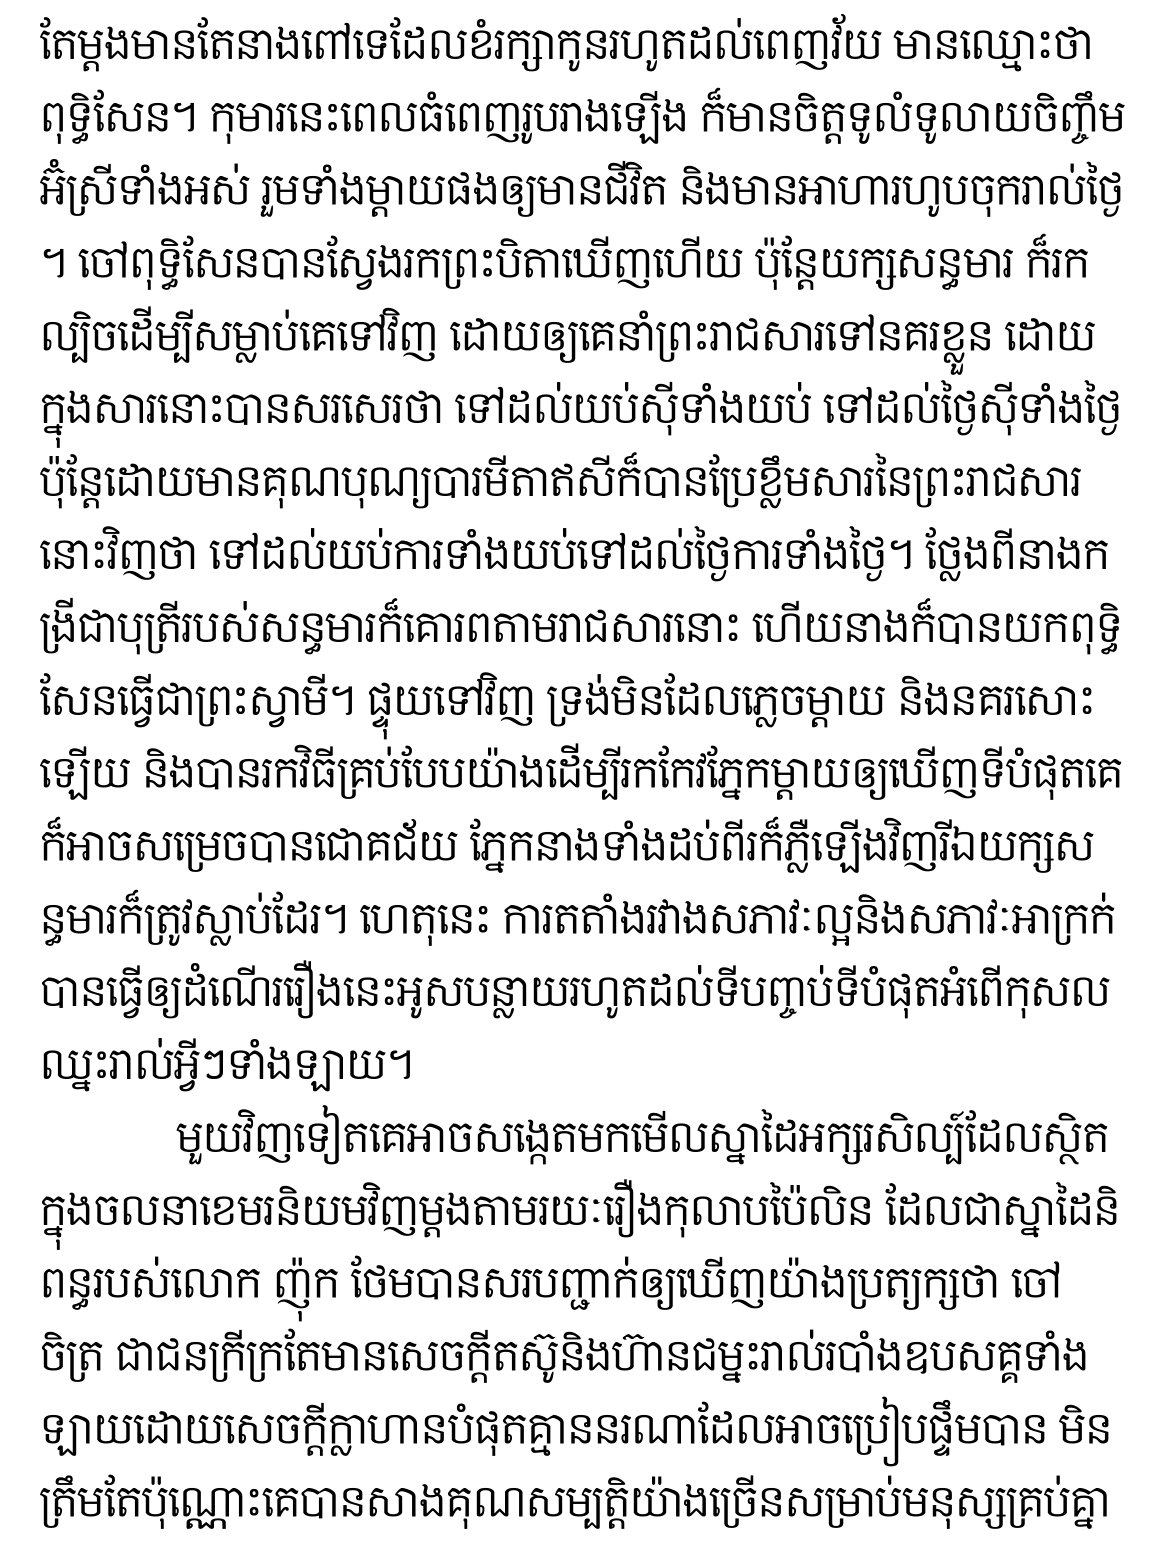 តែម្ដងមានតែនាងពៅទេដែលខំរក្សាកូនរហូតដល់ពេញវ័យ មានឈ្មោះថា
ពុទ្ធិសែន។ កុមារនេះពេលធំពេញរូបរាងឡើង ក៏មានចិត្តទូលំទូលាយចិញ្ចឹម
អ៊ំស្រីទាំងអស់ រួមទាំងម្ដាយផងឲ្យមានជីវិត និងមានអាហារហូបចុករាល់ថ្ងៃ
។ ចៅពុទ្ធិសែនបានស្វែងរកព្រះបិតាឃើញហើយ ប៉ុន្តែយក្សសន្ធមារ ក៏រក
ល្បិចដើម្បីសម្លាប់គេទៅវិញ ដោយឲ្យគេនាំព្រះរាជសារទៅនគរខ្លួន ដោយ
ក្នុងសារនោះបានសរសេរថា ទៅដល់យប់ស៊ីទាំងយប់ ទៅដល់ថ្ងៃស៊ីទាំងថ្ងៃ
ប៉ុន្តែដោយមានគុណបុណ្យបារមីតាឥសីក៏បានប្រែខ្លឹមសារនៃព្រះរាជសារ
នោះវិញថា ទៅដល់យប់ការទាំងយប់ទៅដល់ថ្ងៃការទាំងថ្ងៃ។ ថ្លែងពីនាងក
ង្រីជាបុត្រីរបស់សន្ធមារក៏គោរពតាមរាជសារនោះ ហើយនាងក៏បានយកពុទ្ធិ
សែនធ្វើជាព្រះស្វាមី។ ផ្ទុយទៅវិញ ទ្រង់មិនដែលភ្លេចម្ដាយ និងនគរសោះ
ឡើយ និងបានរកវិធីគ្រប់បែបយ៉ាងដើម្បីរកកែវភ្នែកម្ដាយឲ្យឃើញទីបំផុតគេ
ក៏អាចសម្រេចបានជោគជ័យ ភ្នែកនាងទាំងដប់ពីរក៏ភ្លឺឡើងវិញរីឯយក្សស
ន្ធមារក៏ត្រូវស្លាប់ដែរ។ ហេតុនេះ ការតតាំងរវាងសភាវៈល្អនិងសភាវៈអាក្រក់
បានធ្វើឲ្យដំណើររឿងនេះអូសបន្លាយរហូតដល់ទីបញ្ចប់ទីបំផុតអំពើកុសល
ឈ្នះរាល់អ្វីៗទាំងឡាយ។
មួយវិញទៀតគេអាចសង្កេតមកមើលស្នាដៃអក្សរសិល្ប៍ដែលស្ថិត
ក្នុងចលនាខេមរនិយមវិញម្ដងតាមរយៈរឿងកុលាបប៉ៃលិន ដែលជាស្នាដៃនិ
ពន្ធរបស់លោក ញ៉ុក ថែមបានសរបញ្ជាក់ឲ្យឃើញយ៉ាងប្រត្យក្សថា ចៅ
ចិត្រ ជាជនក្រីក្រតែមានសេចក្ដីតស៊ូនិងហ៊ានជម្នះរាល់របាំងឧបសគ្គទាំង
ឡាយដោយសេចក្ដីក្លាហានបំផុតគ្មាននរណាដែលអាចប្រៀបផ្ទឹមបាន មិន
ត្រឹមតែប៉ុណ្ណោះគេបានសាងគុណសម្បត្តិយ៉ាងច្រើនសម្រាប់មនុស្សគ្រប់គ្នា